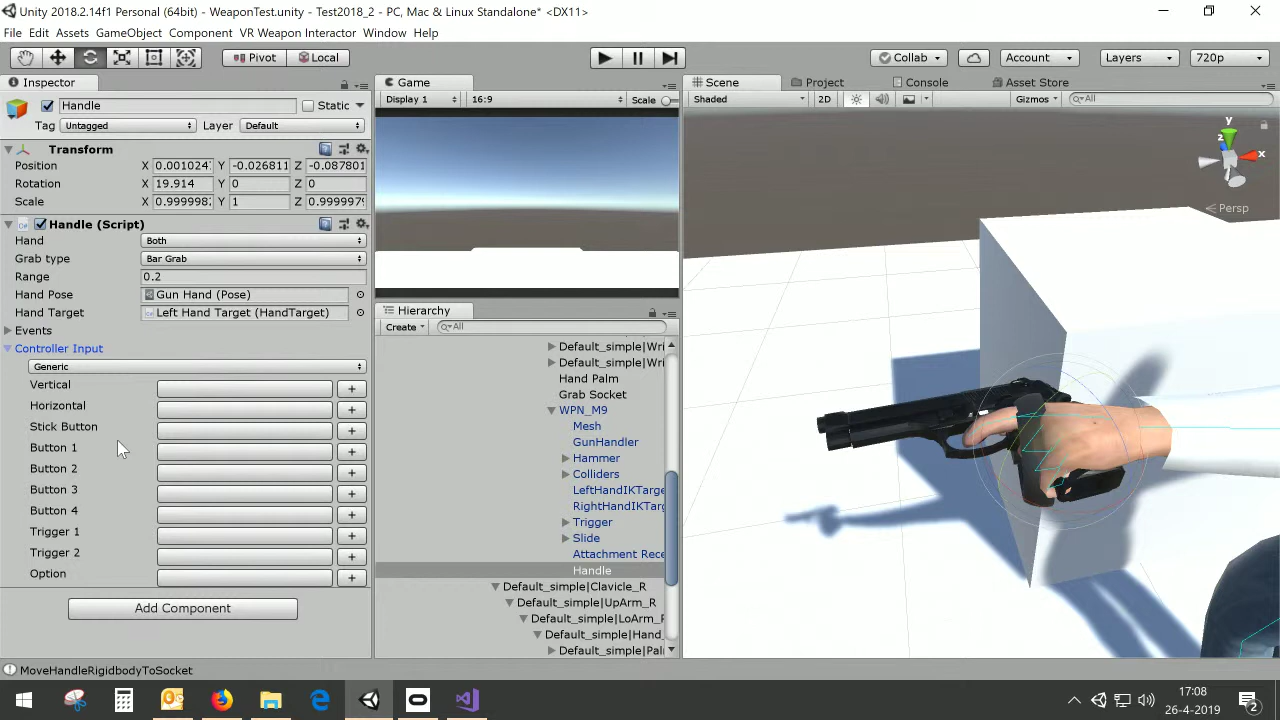 Unity 2018.2.14f1 Personal (64bit) - WeaponTest.unity - Test2018_2 - PC, Mac & Linux Standalone* <DX11>
File Edit Assets GameObject Component VR Weapon Interactor Window Help
Pivot Local Collab Account Layers 720p
Inspector Game Scene Project Console Asset Store
Handle Static Display 1 16:9 Scale Shaded 2D Gizmos All
Tag Untagged Layer Default
Transform
Position X 0.001024 Y -0.026811 Z -0.087801
Rotation X 19.914 Y 0 Z 0
Scale X 0.999998 Y 1 Z 0.999997
Handle (Script)
Hand Both
Grab type Bar Grab
Range 0.2
Hand Pose Gun Hand (Pose)
Hand Target Left Hand Target (HandTarget)
Events
Controller Input
Generic
Vertical +
Horizontal +
Stick Button +
Button 1 +
Button 2 +
Button 3 +
Button 4 +
Trigger 1 +
Trigger 2 +
Option +
Add Component
Hierarchy
Create All
Default_simple|Wri
Default_simple|Wri
Hand Palm
Grab Socket
WPN_M9
Mesh
GunHandler
Hammer
Colliders
LeftHandIKTarge
RightHandIKTarg
Trigger
Slide
Attachment Rece
Handle
Default_simple|Clavicle_R
Default_simple|UpArm_R
Default_simple|LoArm_R
Default_simple|Hand_
Default_simple|Pal
y
z
x
Persp
MoveHandleRigidbodyToSocket
17:08
26-4-2019
2